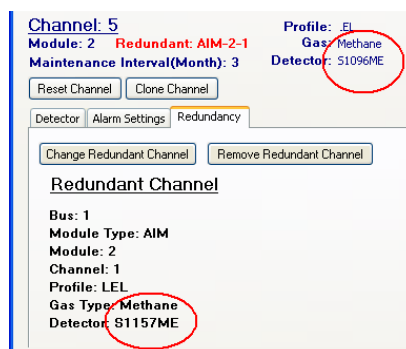 Channel: 5
Profile: .EL
Module: 2 Redundant: AIM-2-1
Gas: Methane
Maintenance Interval(Month): 3
Detector: S1096ME
Reset Channel Clone Channel
Detector Alarm Settings Redundancy
Change Redundant Channel Remove Redundant Channel
Redundant Channel
Bus: 1
Module Type: AIM
Module: 2
Channel: 1
Profile: LEL
Gas Type: Methane
Detector: S1157ME